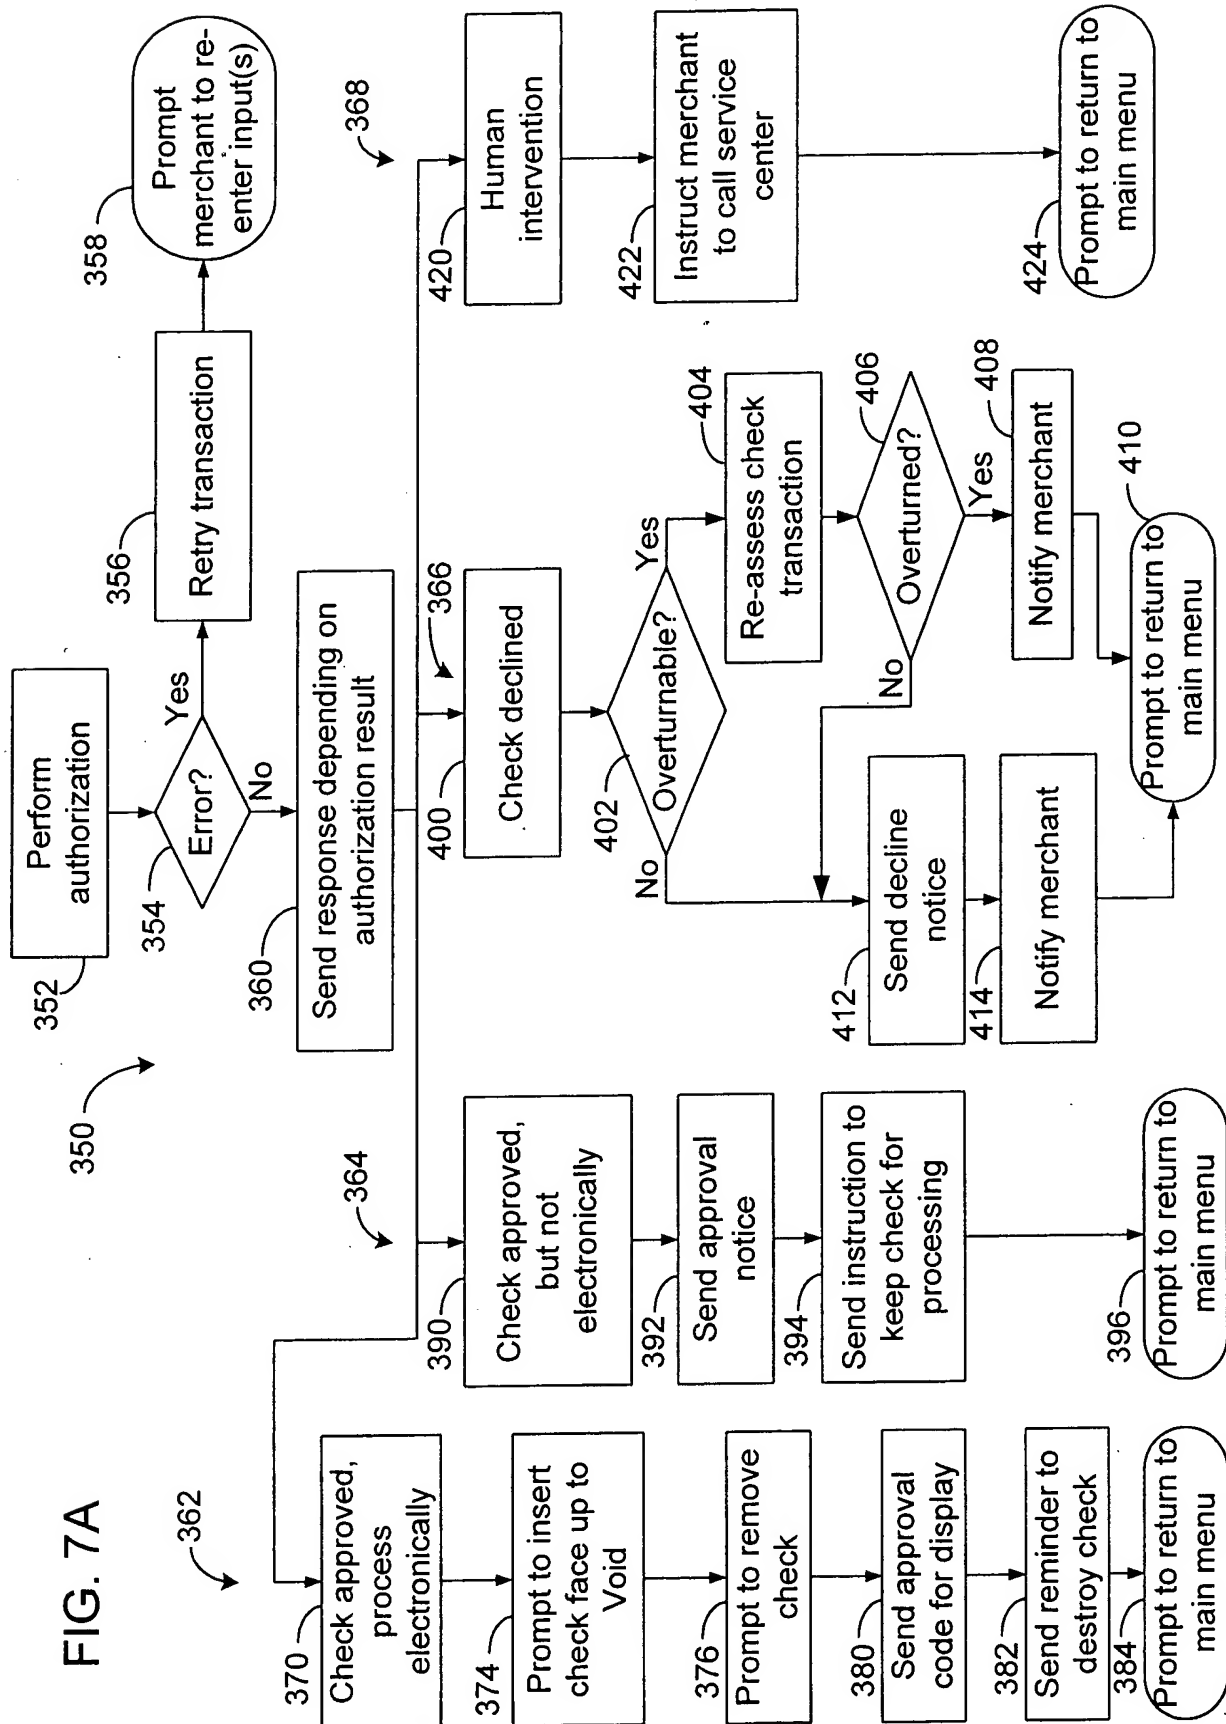 FIG. 7A
350
352
Perform
authorization
354
Error?
Yes
No
356
Retry transaction
358
Prompt
merchant to re-
enter input(s)
360
Send response depending on
authorization result
362
370
Check approved,
process
electronically
374
Prompt to insert
check face up to
Void
376
Prompt to remove
check
380
Send approval
code for display
382
Send reminder to
destroy check
384
Prompt to return to
main menu
364
390
Check approved,
but not
electronically
392
Send approval
notice
394
Send instruction to
keep check for
processing
396
Prompt to return to
main menu
366
400
Check declined
402
Overturnable?
No
Yes
404
Re-assess check
transaction
406
Overturned?
No
Yes
408
Notify merchant
410
Prompt to return to
main menu
412
Send decline
notice
414
Notify merchant
368
420
Human
intervention
422
Instruct merchant
to call service
center
424
Prompt to return to
main menu